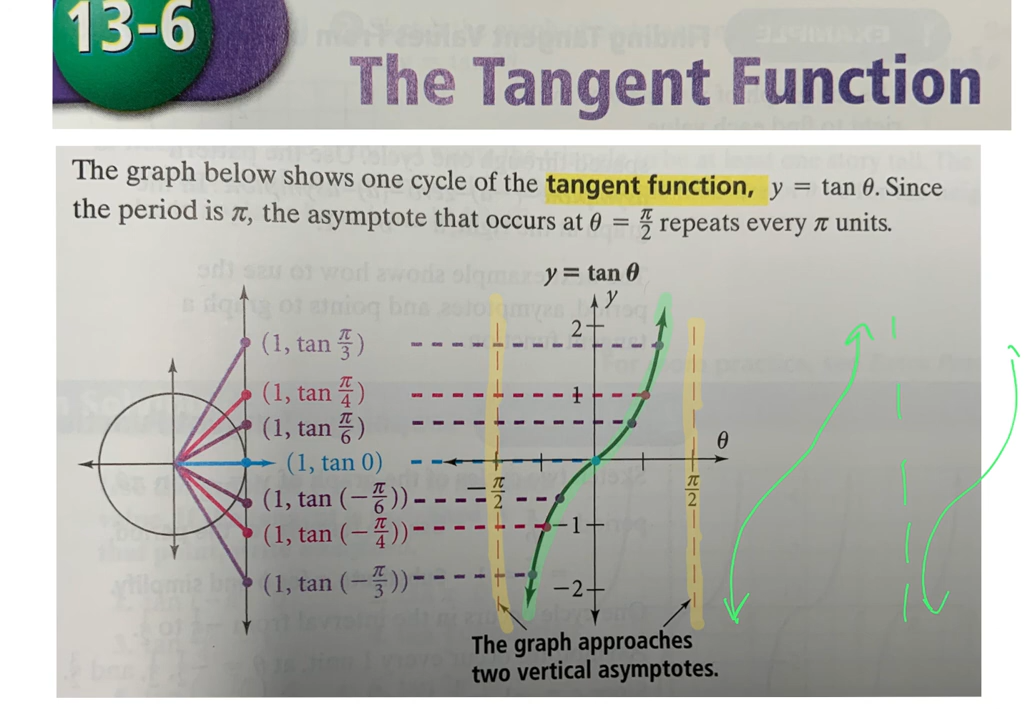 13-6
The Tangent Function
The graph below shows one cycle of the tangent function, y = tan θ. Since
the period is π, the asymptote that occurs at θ = π/2 repeats every π units.
y = tan θ
y
2
(1, tan π/3)
(1, tan π/4)
1
(1, tan π/6)
θ
(1, tan 0)
(1, tan (−π/6))
−π/2
π/2
(1, tan (−π/4))
−1
(1, tan (−π/3))
−2
The graph approaches
two vertical asymptotes.